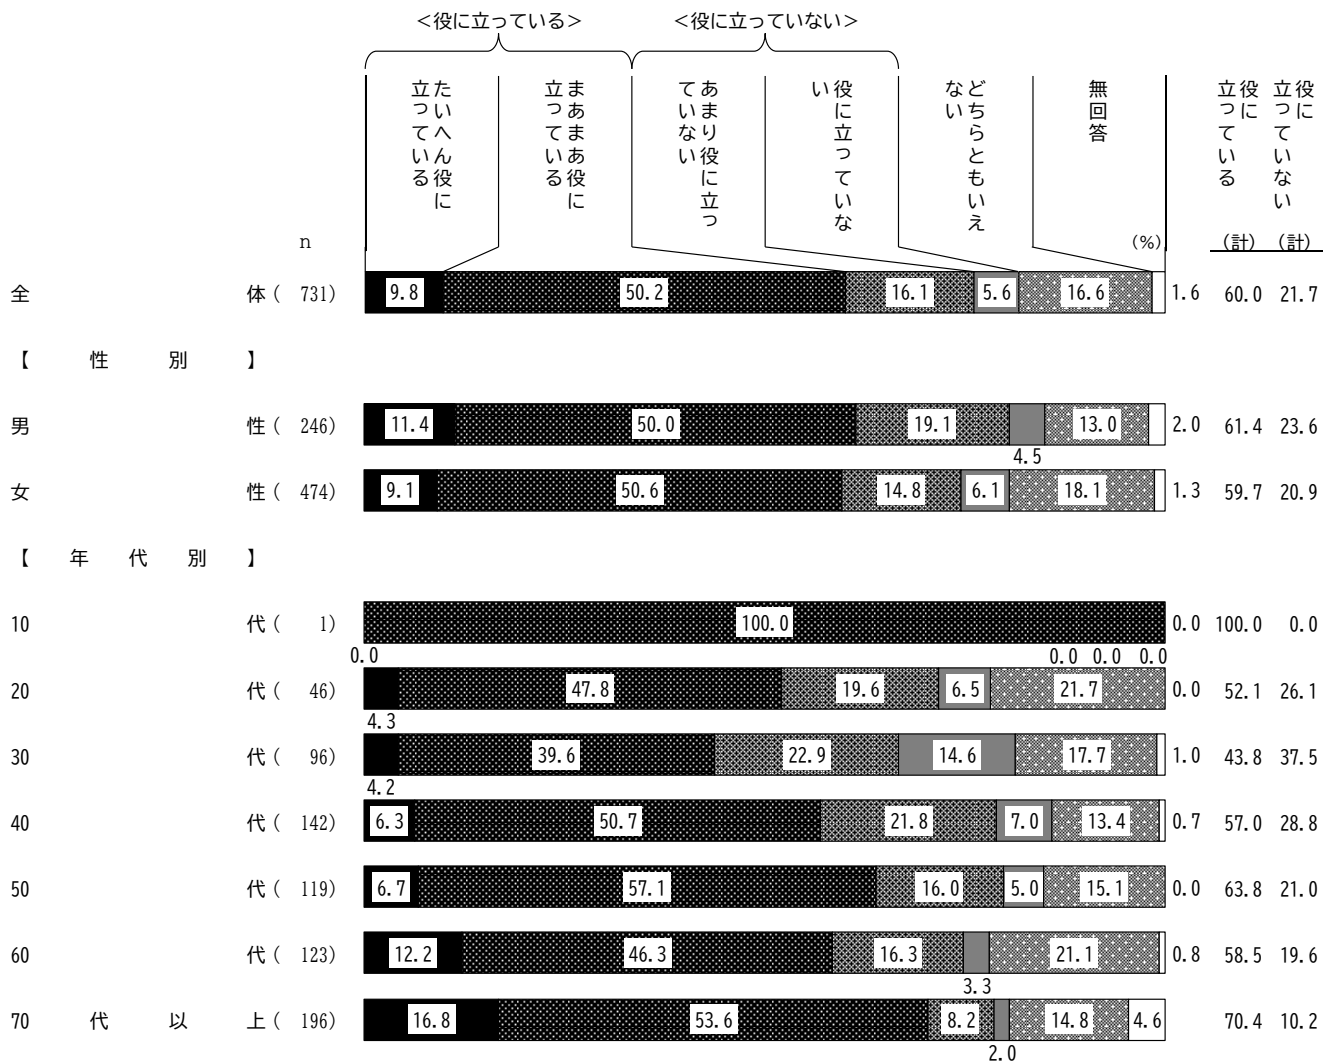 ＜役に立っている＞ ＜役に立っていない＞
たいへん役に立っている
まあまあ役に立っている
あまり役に立っていない
役に立っていない
どちらともいえない
無回答
役に立っている
役に立っていない
n (%) (計) (計)
全体( 731) 9.8 50.2 16.1 5.6 16.6 1.6 60.0 21.7
【性別】
男性( 246) 11.4 50.0 19.1 13.0 2.0 61.4 23.6
4.5
女性( 474) 9.1 50.6 14.8 6.1 18.1 1.3 59.7 20.9
【年代別】
10代( 1) 100.0 0.0 100.0 0.0
0.0 0.0 0.0 0.0
20代( 46) 47.8 19.6 6.5 21.7 0.0 52.1 26.1
4.3
30代( 96) 39.6 22.9 14.6 17.7 1.0 43.8 37.5
4.2
40代( 142) 6.3 50.7 21.8 7.0 13.4 0.7 57.0 28.8
50代( 119) 6.7 57.1 16.0 5.0 15.1 0.0 63.8 21.0
60代( 123) 12.2 46.3 16.3 21.1 0.8 58.5 19.6
3.3
70代以上( 196) 16.8 53.6 8.2 14.8 4.6 70.4 10.2
2.0